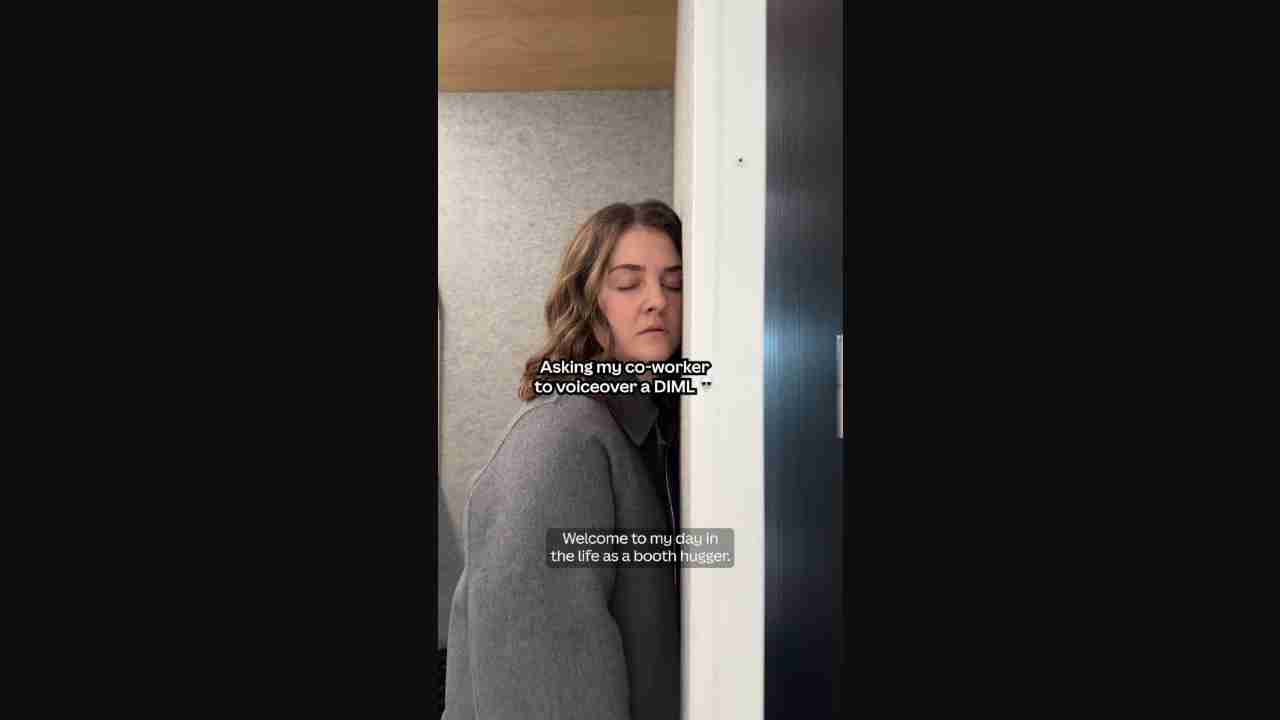 Asking my co-worker
to voiceover a DIML 💀
Welcome to my day in
the life as a booth hugger.